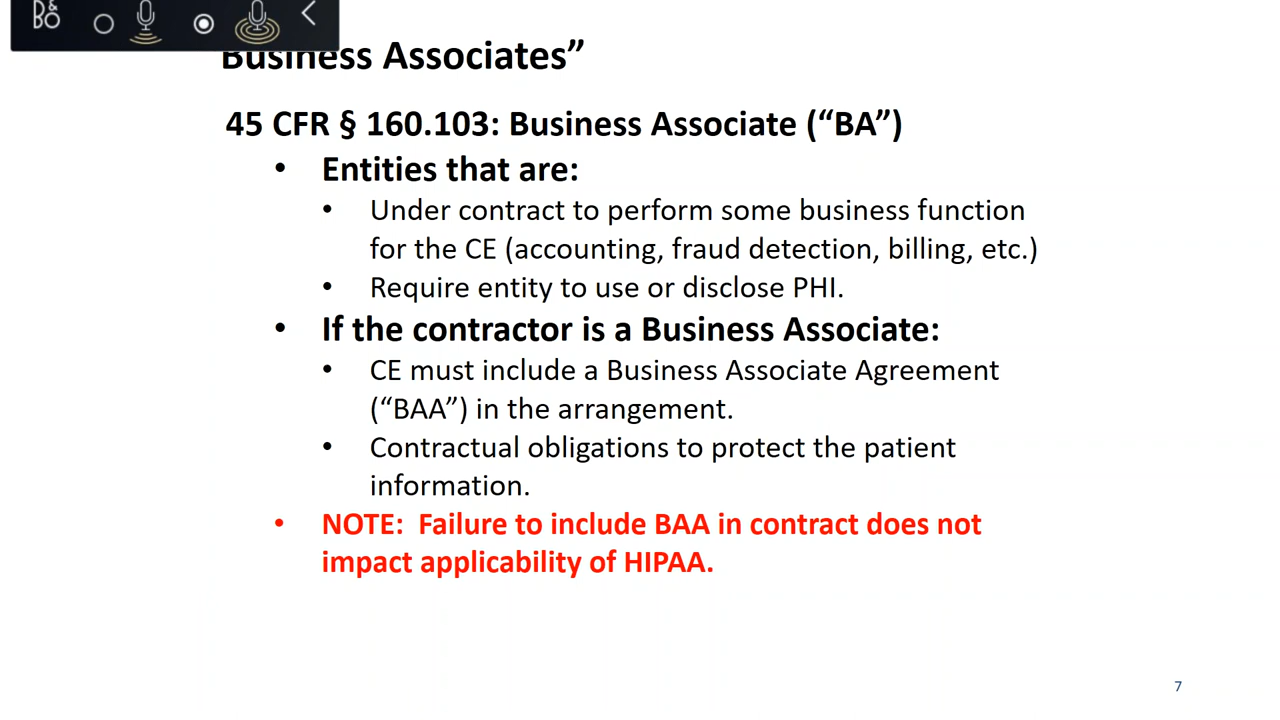 B&O
Business Associates”
45 CFR § 160.103: Business Associate (“BA”)
• Entities that are:
• Under contract to perform some business function
for the CE (accounting, fraud detection, billing, etc.)
• Require entity to use or disclose PHI.
• If the contractor is a Business Associate:
• CE must include a Business Associate Agreement
(“BAA”) in the arrangement.
• Contractual obligations to protect the patient
information.
• NOTE:  Failure to include BAA in contract does not
impact applicability of HIPAA.
7